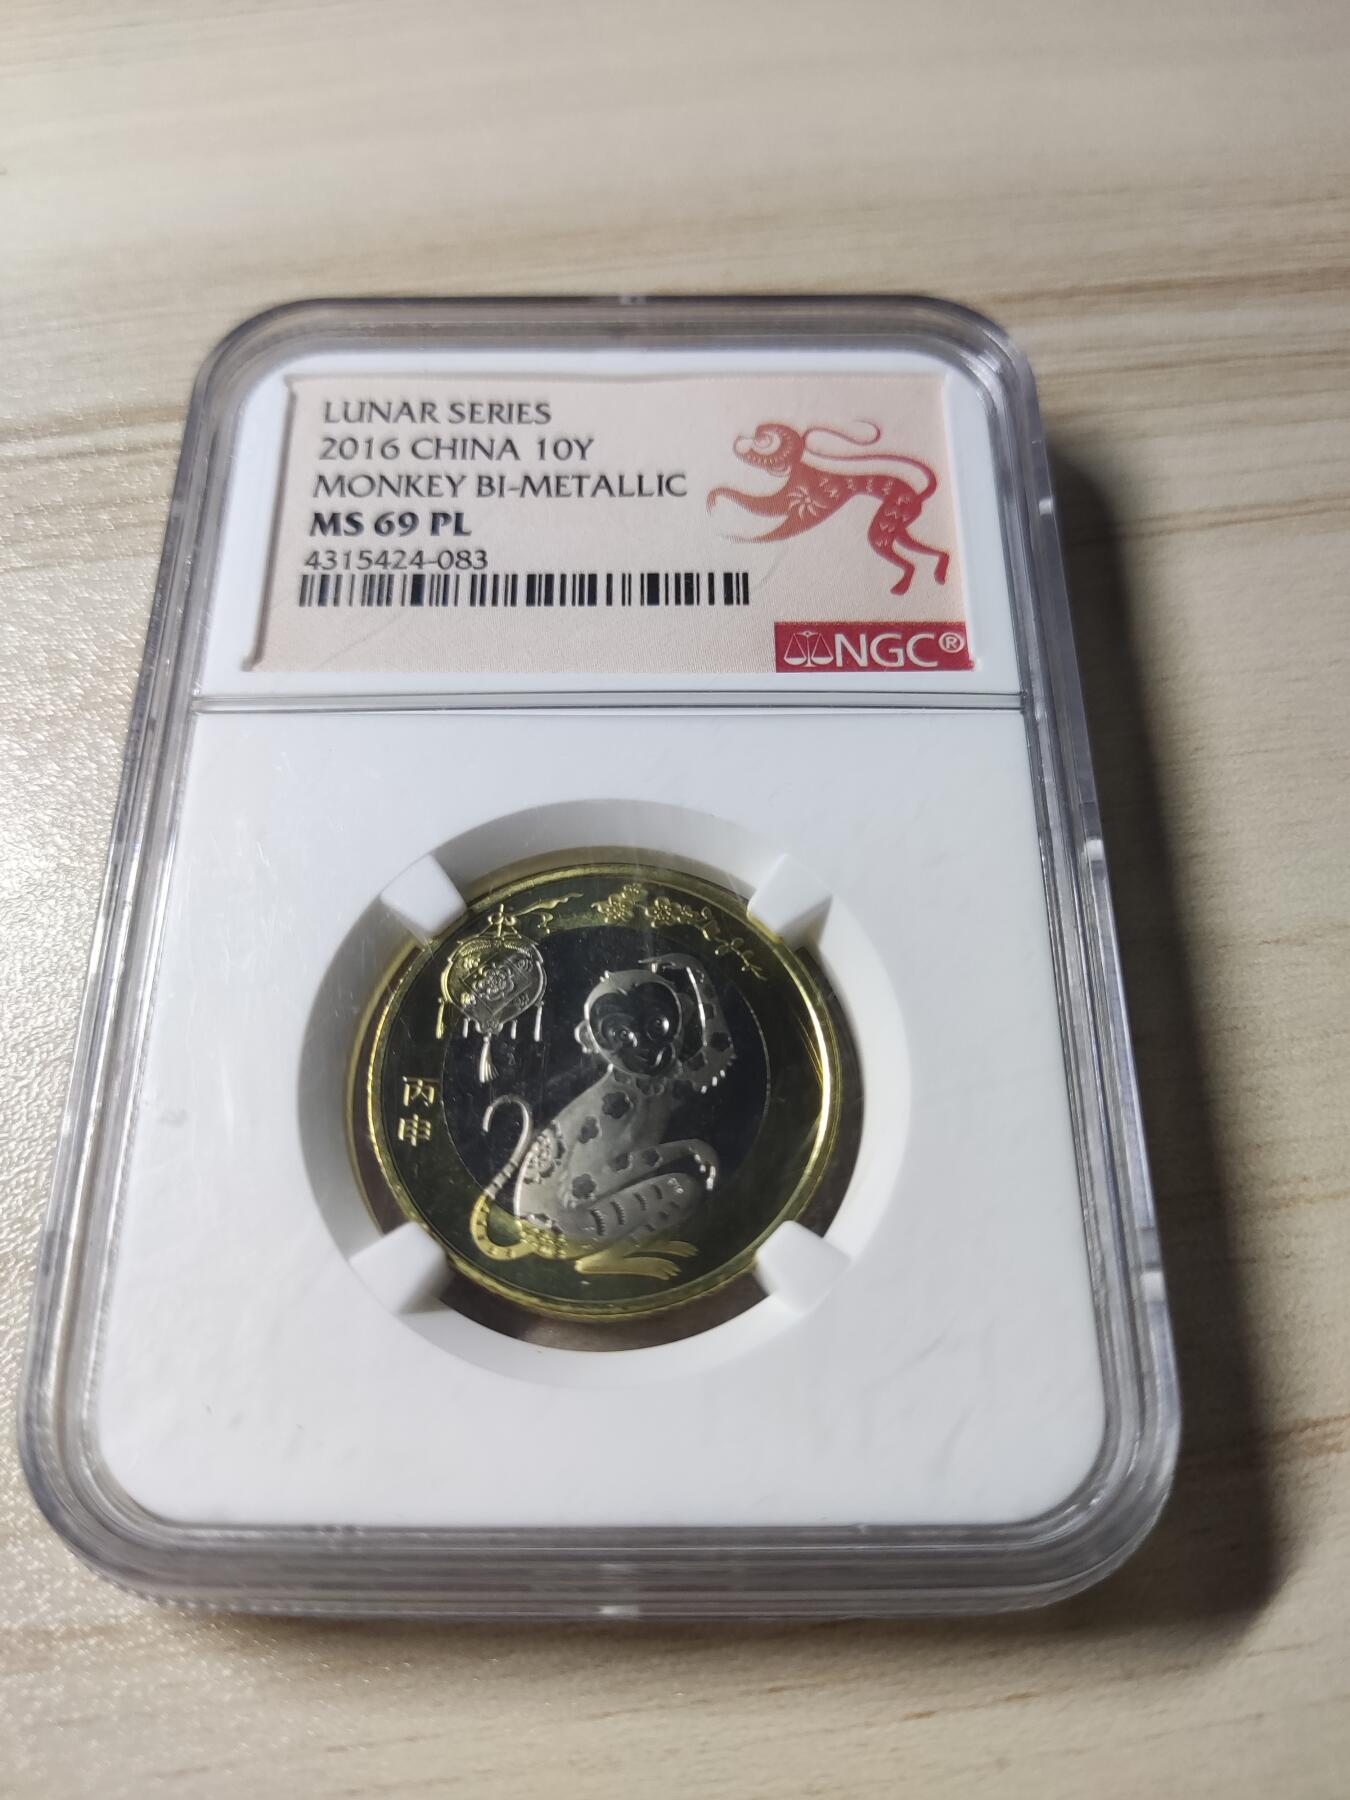 LUNAR SERIES
2016 CHINA 10Y
MONKEY BI-METALLIC
MS 69 PL
4315424-083
NGC®
丙
申